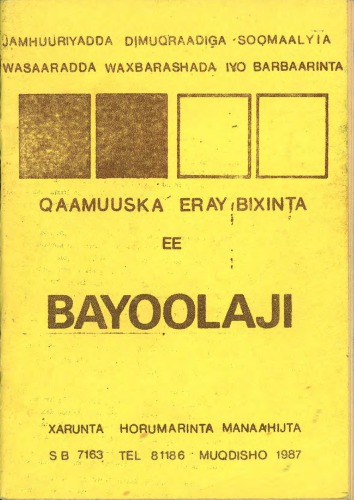 JAMHUURIYADDA DIMUQRAADIGA SOOMAALYIA
WASAARADDA WAXBARASHADA IYO BARBAARINTA
QAAMUUSKA ERAY BIXINTA
EE
BAYOOLAJI
XARUNTA HORUMARINTA MANAAHIJTA
S B 7163 TEL 81186 MUQDISHO 1987